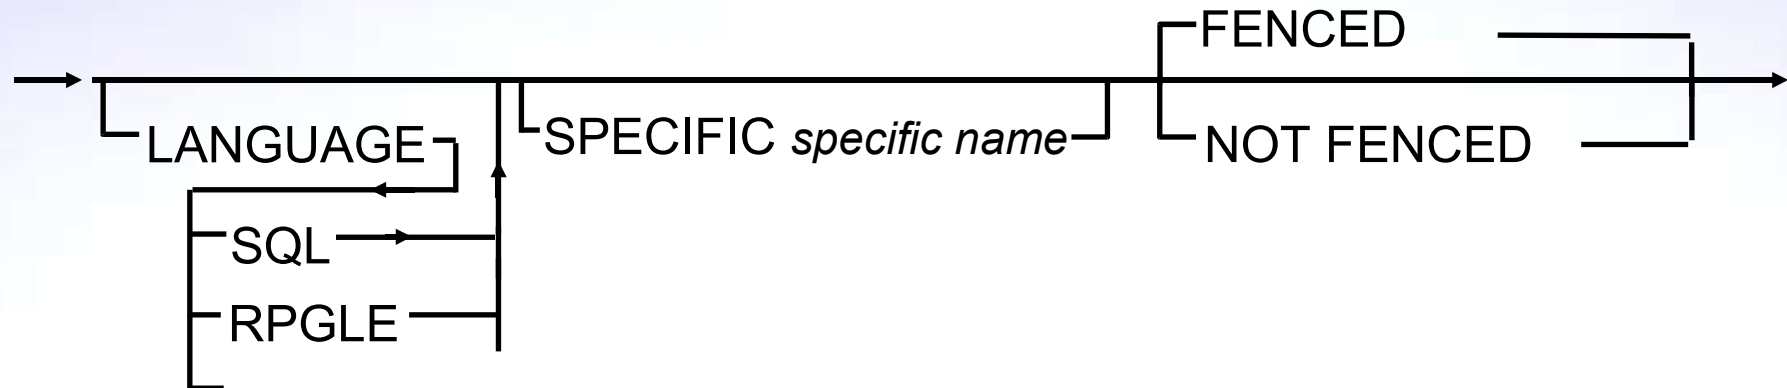 FENCED
LANGUAGE
SPECIFIC specific name
NOT FENCED
SQL
RPGLE